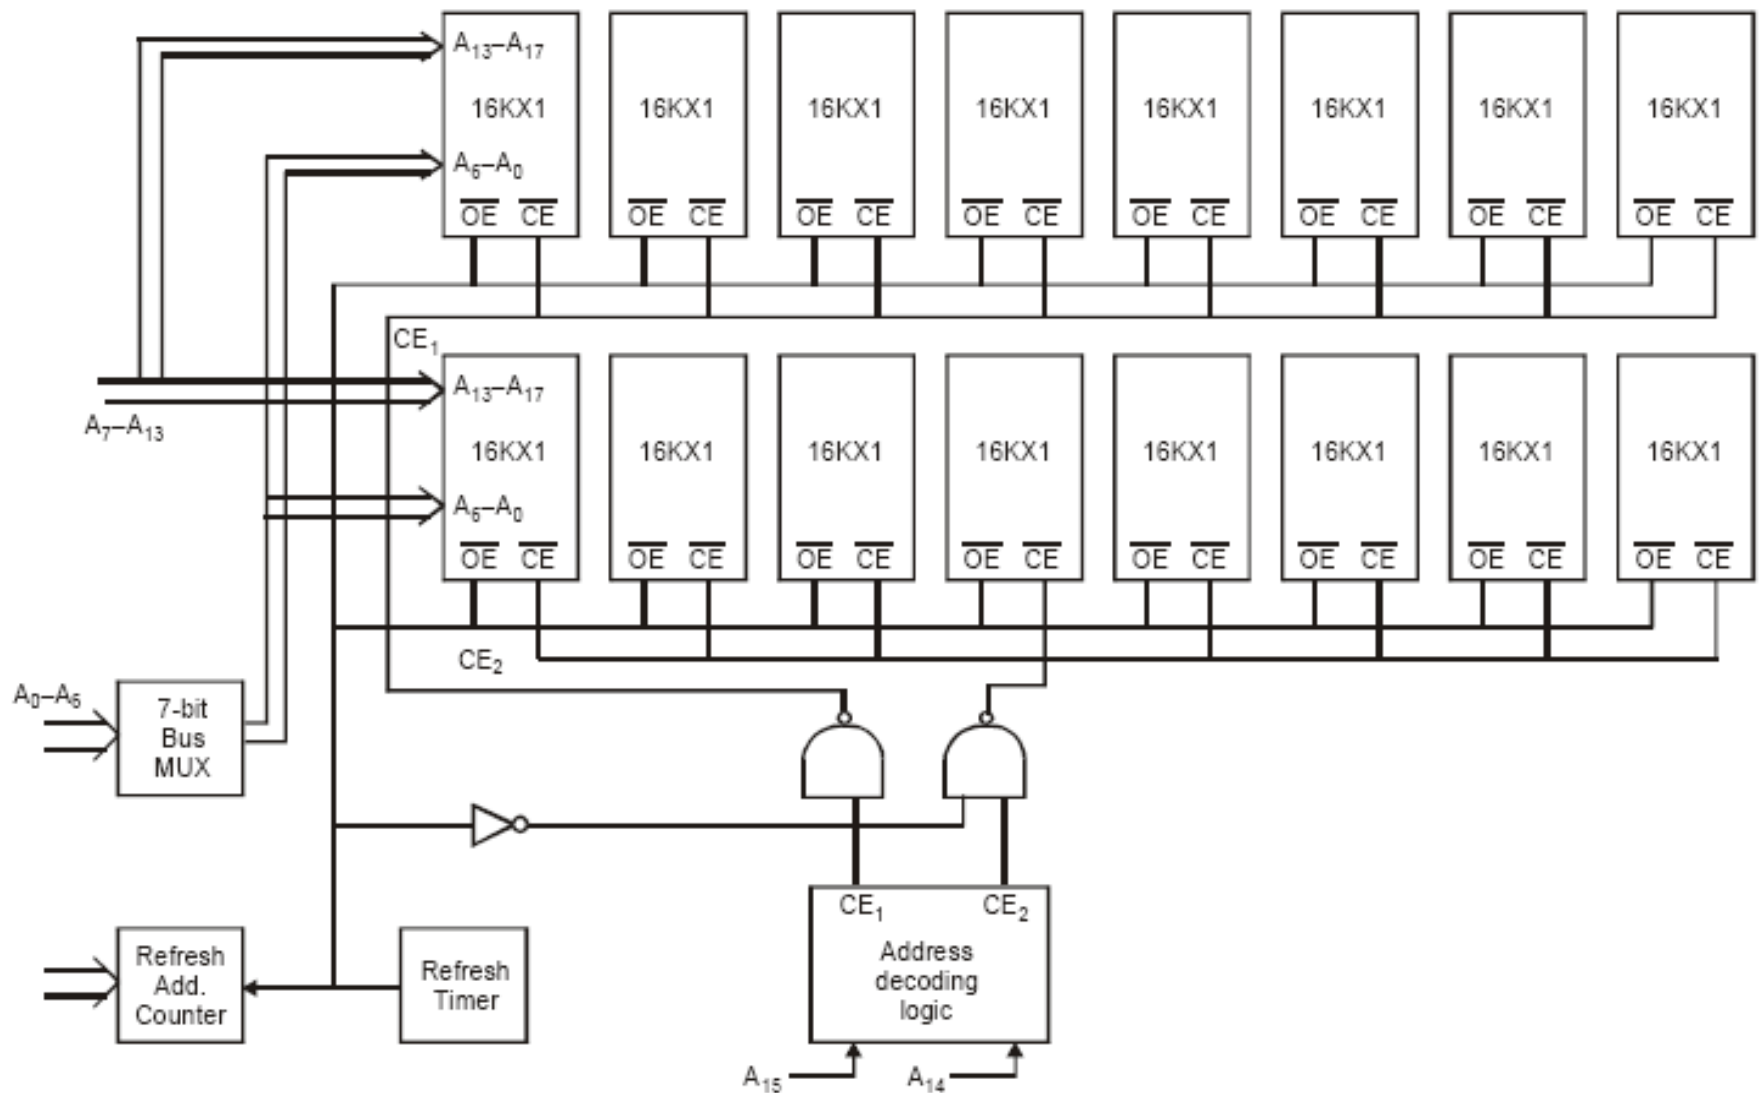 A₁₃–A₁₇
16KX1 16KX1 16KX1 16KX1 16KX1 16KX1 16KX1 16KX1
A₆–A₀
OE CE OE CE OE CE OE CE OE CE OE CE OE CE OE CE
CE₁
A₁₃–A₁₇
A₇–A₁₃
16KX1 16KX1 16KX1 16KX1 16KX1 16KX1 16KX1 16KX1
A₆–A₀
OE CE OE CE OE CE OE CE OE CE OE CE OE CE OE CE
CE₂
A₀–A₆
7-bit
Bus
MUX
CE₁ CE₂
Address
decoding
logic
Refresh
Add.
Counter
Refresh
Timer
A₁₅ A₁₄